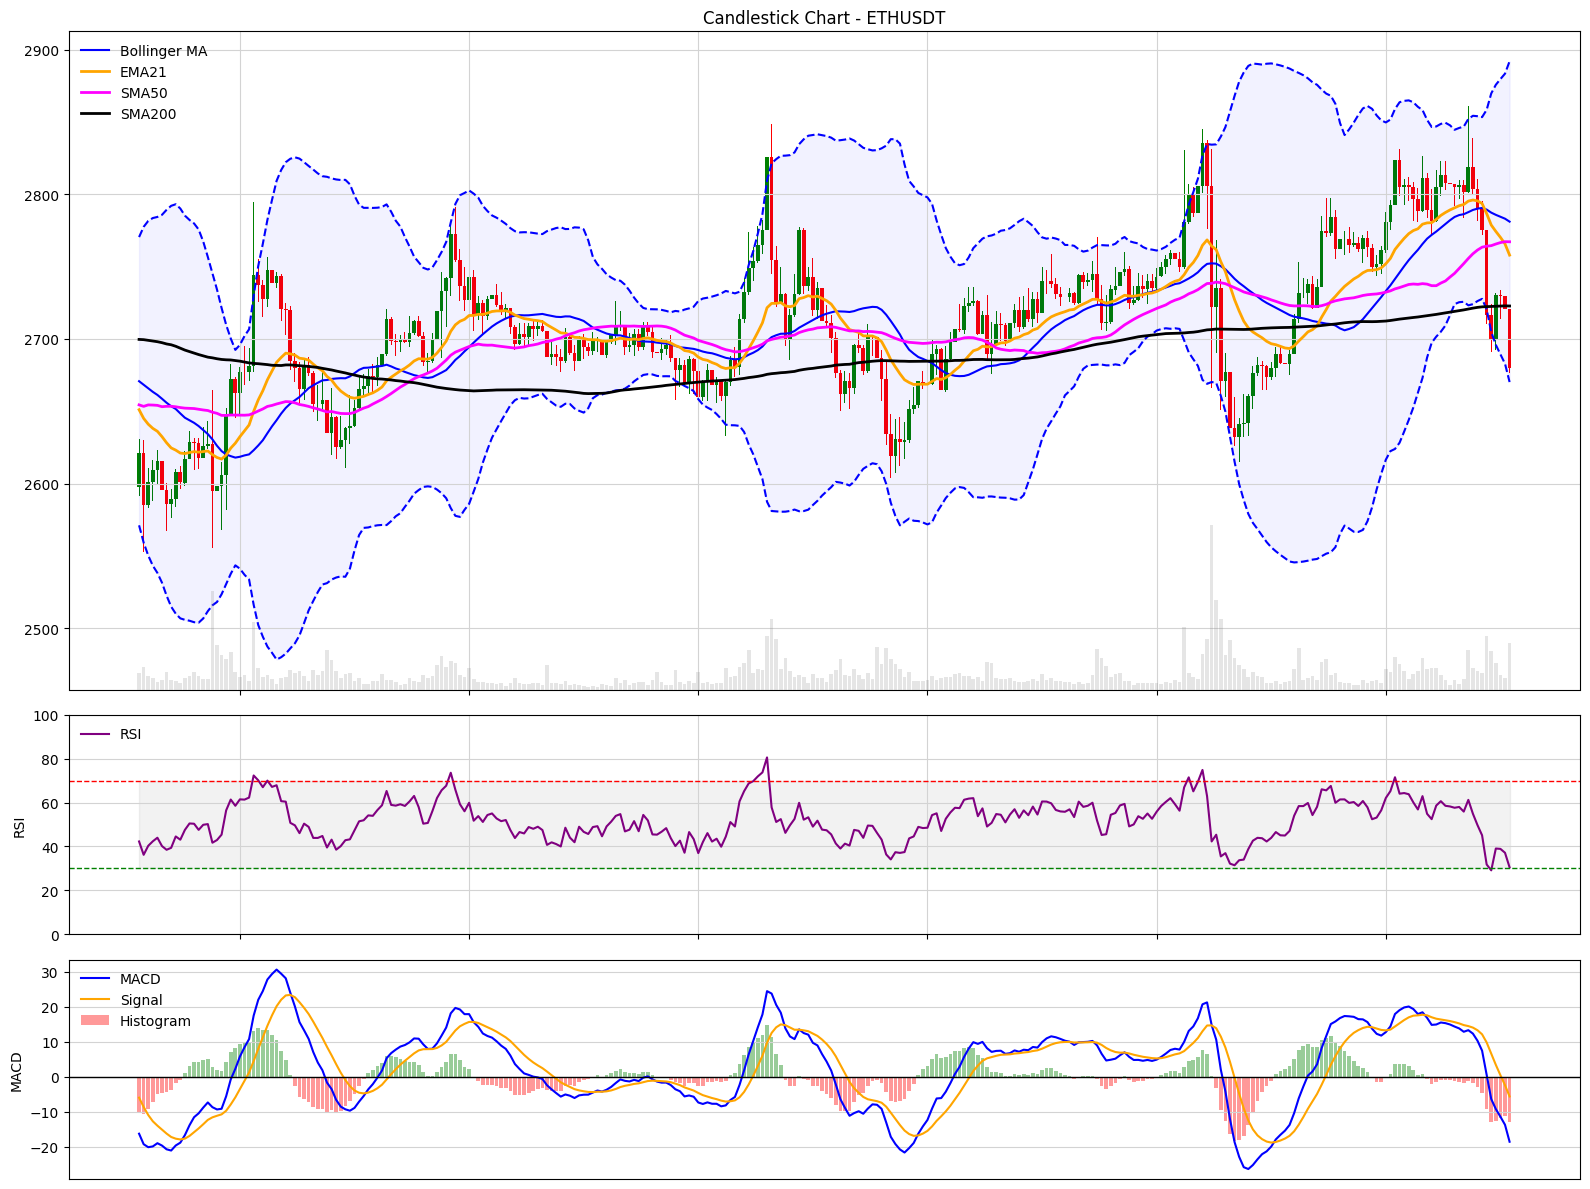 Candlestick Chart - ETHUSDT
Bollinger MA
EMA21
SMA50
SMA200
2900
2800
2700
2600
2500
RSI
100
80
60
40
20
0
RSI
MACD
Signal
Histogram
30
20
10
0
−10
−20
MACD